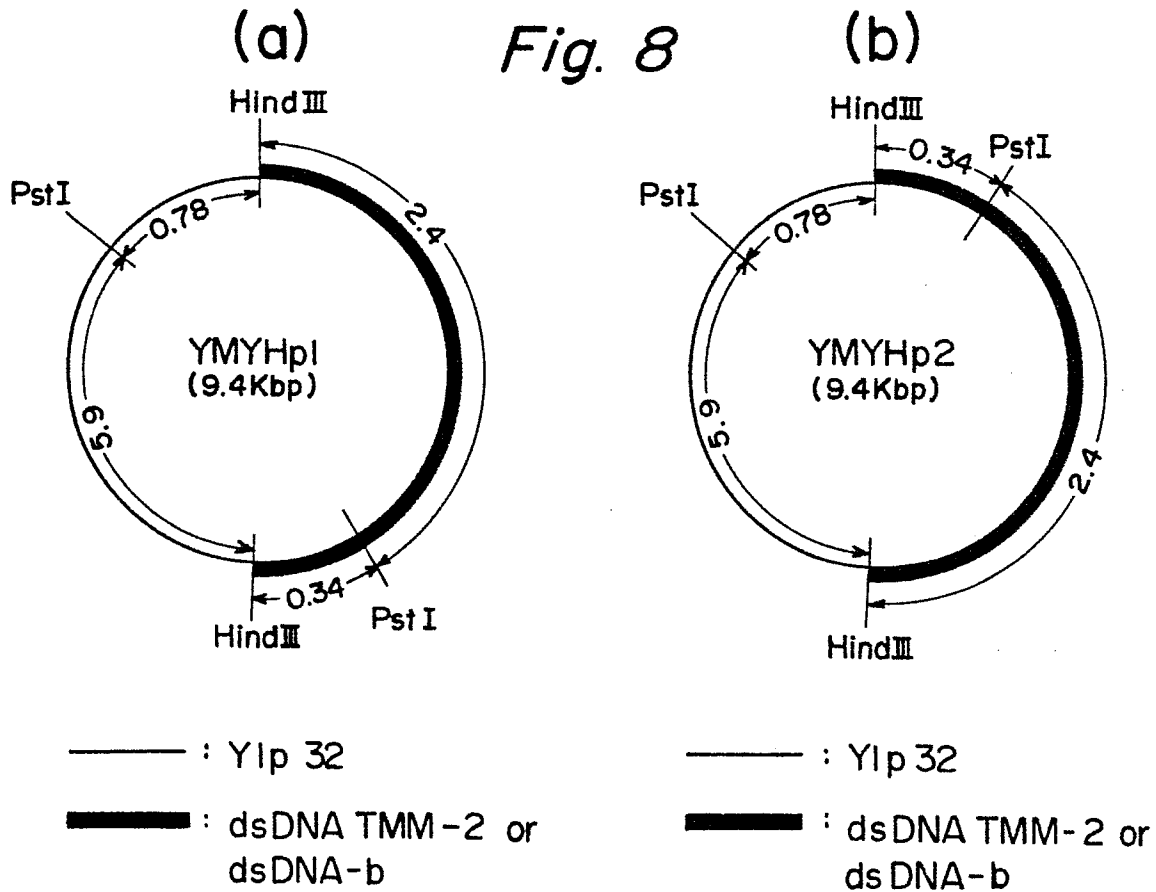 (a)
Fig. 8
(b)
HindⅢ
PstI
0.78
2.4
YMYHp1
(9.4Kbp)
5.9
0.34
PstI
HindⅢ
HindⅢ
0.34
PstI
PstI
0.78
YMYHp2
(9.4Kbp)
5.9
2.4
HindⅢ
: YIp 32
: dsDNA TMM-2 or
dsDNA-b
: YIp 32
: dsDNA TMM-2 or
dsDNA-b